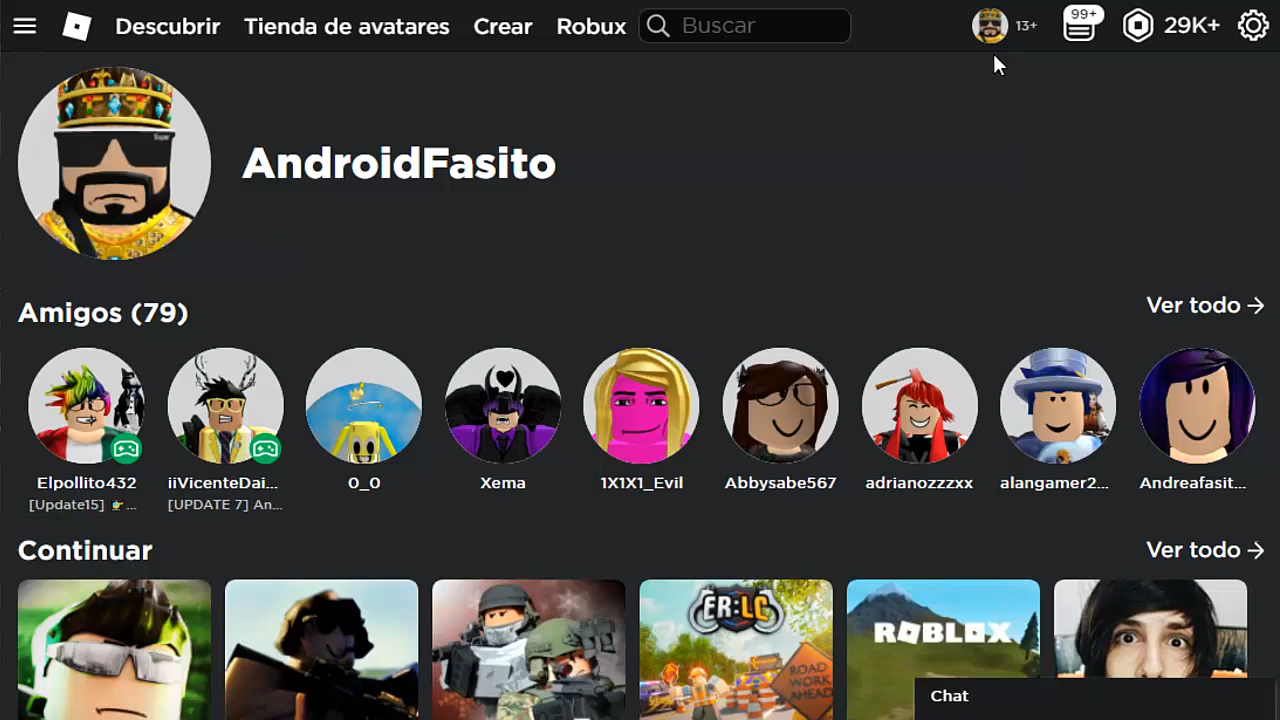 Descubrir Tienda de avatares Crear Robux Buscar 13+ 99+ 29K+
AndroidFasito
Amigos (79) Ver todo
Elpollito432 iiVicenteDai... 0_0 Xema 1X1X1_Evil Abbysabe567 adrianozzzxx alangamer2... Andreafasit...
[Update15] 👉... [UPDATE 7] An...
Continuar Ver todo
ER:LC
ROBLOX
ROAD
WORK
AHEAD
Chat